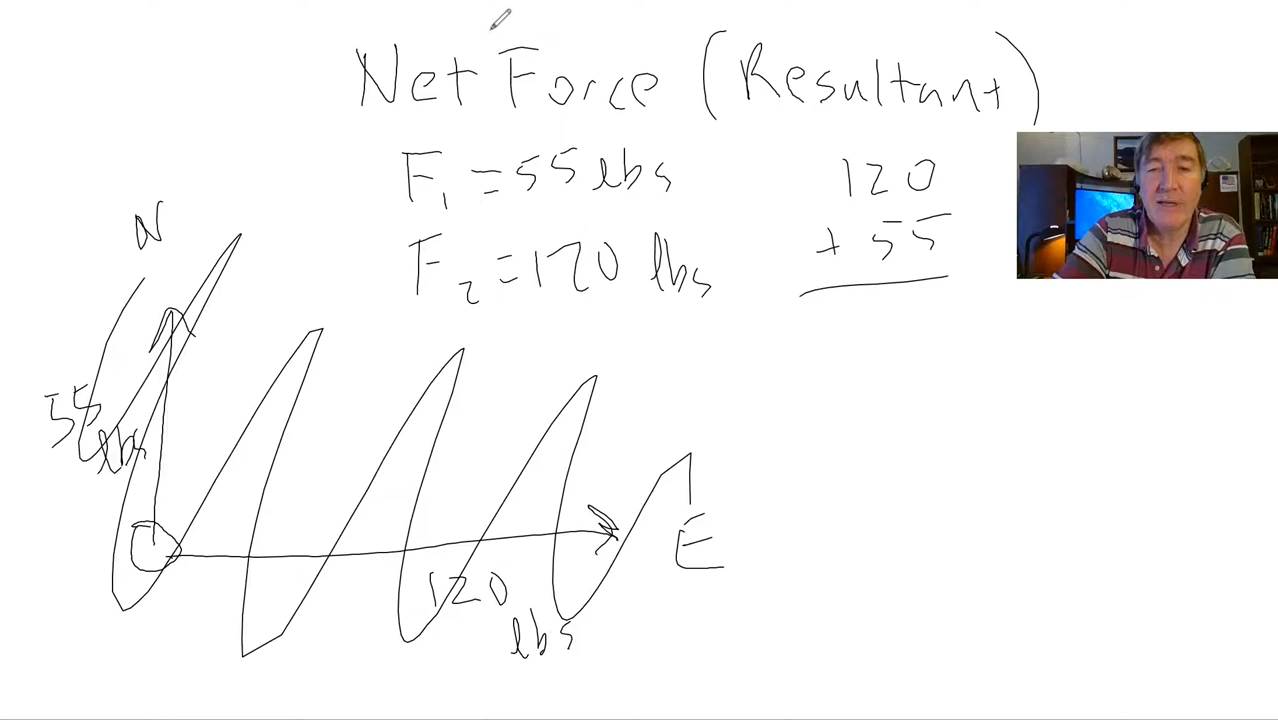 Net Force (Resultant)
F₁ = 55 lbs
F₂ = 120 lbs
120
+ 55
N
55
lbs
E
120
lbs